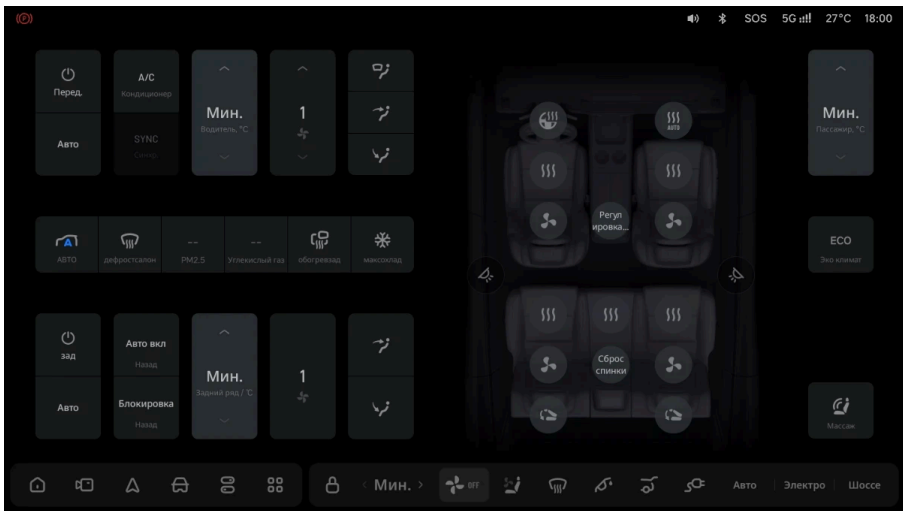 SOS 5G 27°C 18:00
Перед.
Авто
A/C
Кондиционер
SYNC
Синхр
Мин.
Водитель, °C
1
AUTO
Мин.
Пассажир, °C
Регул
ировка...
АВТО
дефростсалон
--
PM2.5
--
Углекислый газ
обогревзад
максохлад
ECO
Эко климат
зад
Авто
Авто вкл
Назад
Блокировка
Назад
Мин.
Задний ряд / °C
1
Сброс
спинки
Массаж
Мин. OFF Авто Электро Шоссе